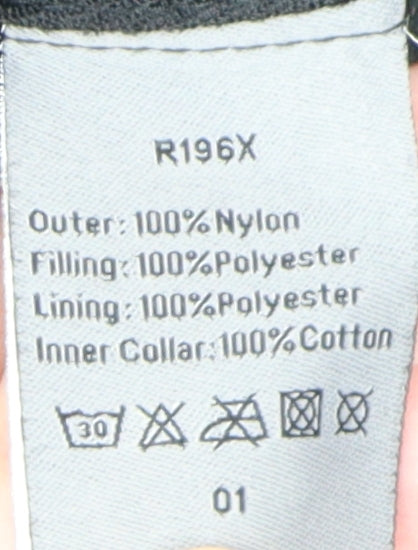 R196X
Outer: 100%Nylon
Filling: 100%Polyester
Lining: 100%Polyester
Inner Collar: 100%Cotton
30
01